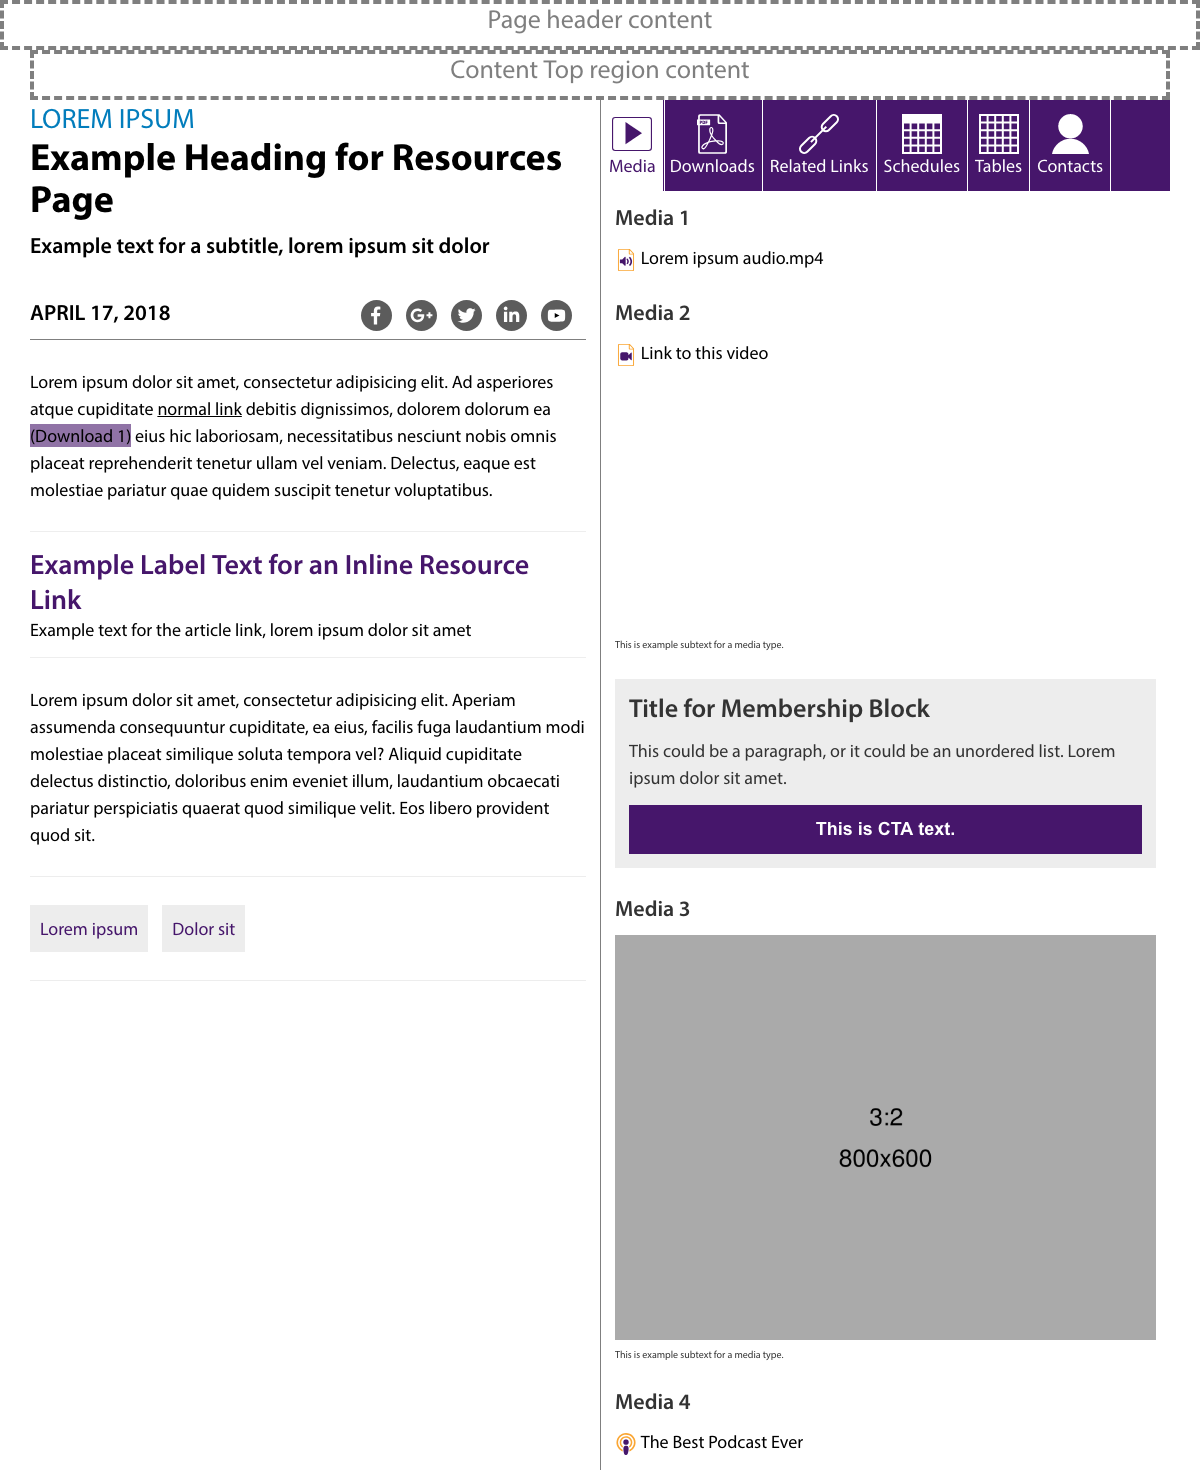 Page header content
Content Top region content
LOREM IPSUM
Example Heading for Resources
Page
Example text for a subtitle, lorem ipsum sit dolor
APRIL 17, 2018
Lorem ipsum dolor sit amet, consectetur adipisicing elit. Ad asperiores
atque cupiditate normal link debitis dignissimos, dolorem dolorum ea
(Download 1) eius hic laboriosam, necessitatibus nesciunt nobis omnis
placeat reprehenderit tenetur ullam vel veniam. Delectus, eaque est
molestiae pariatur quae quidem suscipit tenetur voluptatibus.
Example Label Text for an Inline Resource
Link
Example text for the article link, lorem ipsum dolor sit amet
Lorem ipsum dolor sit amet, consectetur adipisicing elit. Aperiam
assumenda consequuntur cupiditate, ea eius, facilis fuga laudantium modi
molestiae placeat similique soluta tempora vel? Aliquid cupiditate
delectus distinctio, doloribus enim eveniet illum, laudantium obcaecati
pariatur perspiciatis quaerat quod similique velit. Eos libero provident
quod sit.
Lorem ipsum Dolor sit
PDF
Media Downloads Related Links Schedules Tables Contacts
Media 1
Lorem ipsum audio.mp4
Media 2
Link to this video
This is example subtext for a media type.
Title for Membership Block
This could be a paragraph, or it could be an unordered list. Lorem
ipsum dolor sit amet.
This is CTA text.
Media 3
3:2
800x600
This is example subtext for a media type.
Media 4
The Best Podcast Ever